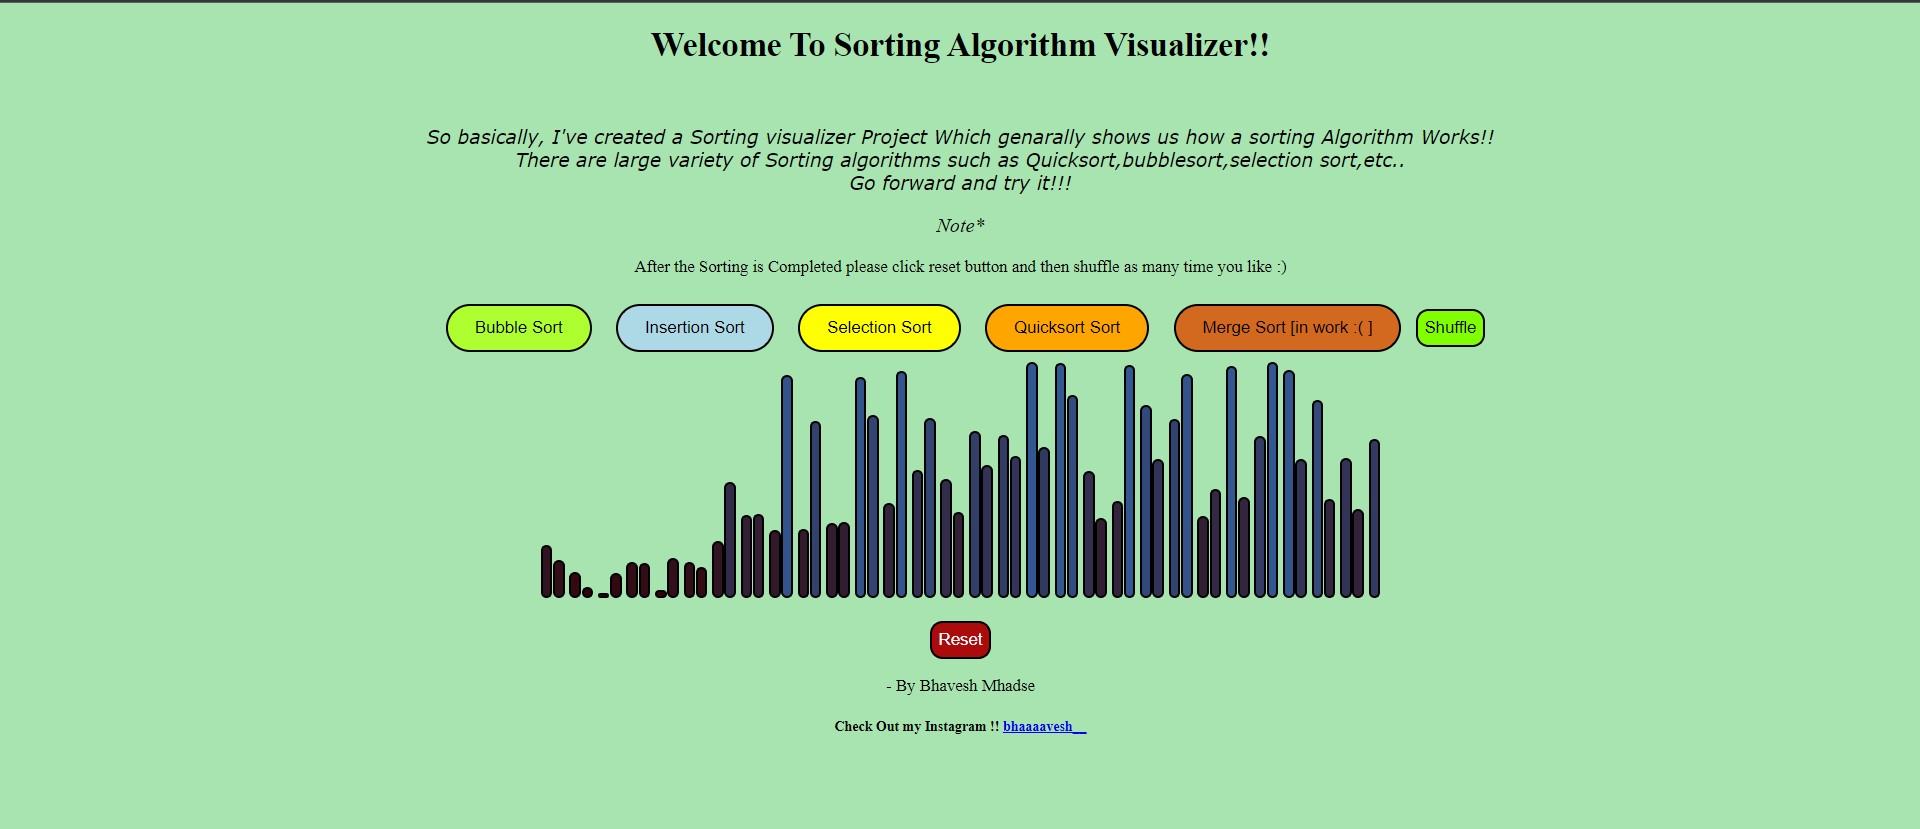 Welcome To Sorting Algorithm Visualizer!!
So basically, I've created a Sorting visualizer Project Which genarally shows us how a sorting Algorithm Works!!
There are large variety of Sorting algorithms such as Quicksort,bubblesort,selection sort,etc..
Go forward and try it!!!
Note*
After the Sorting is Completed please click reset button and then shuffle as many time you like :)
Bubble Sort Insertion Sort Selection Sort Quicksort Sort Merge Sort [in work :( ] Shuffle
Reset
- By Bhavesh Mhadse
Check Out my Instagram !! bhaaaavesh__